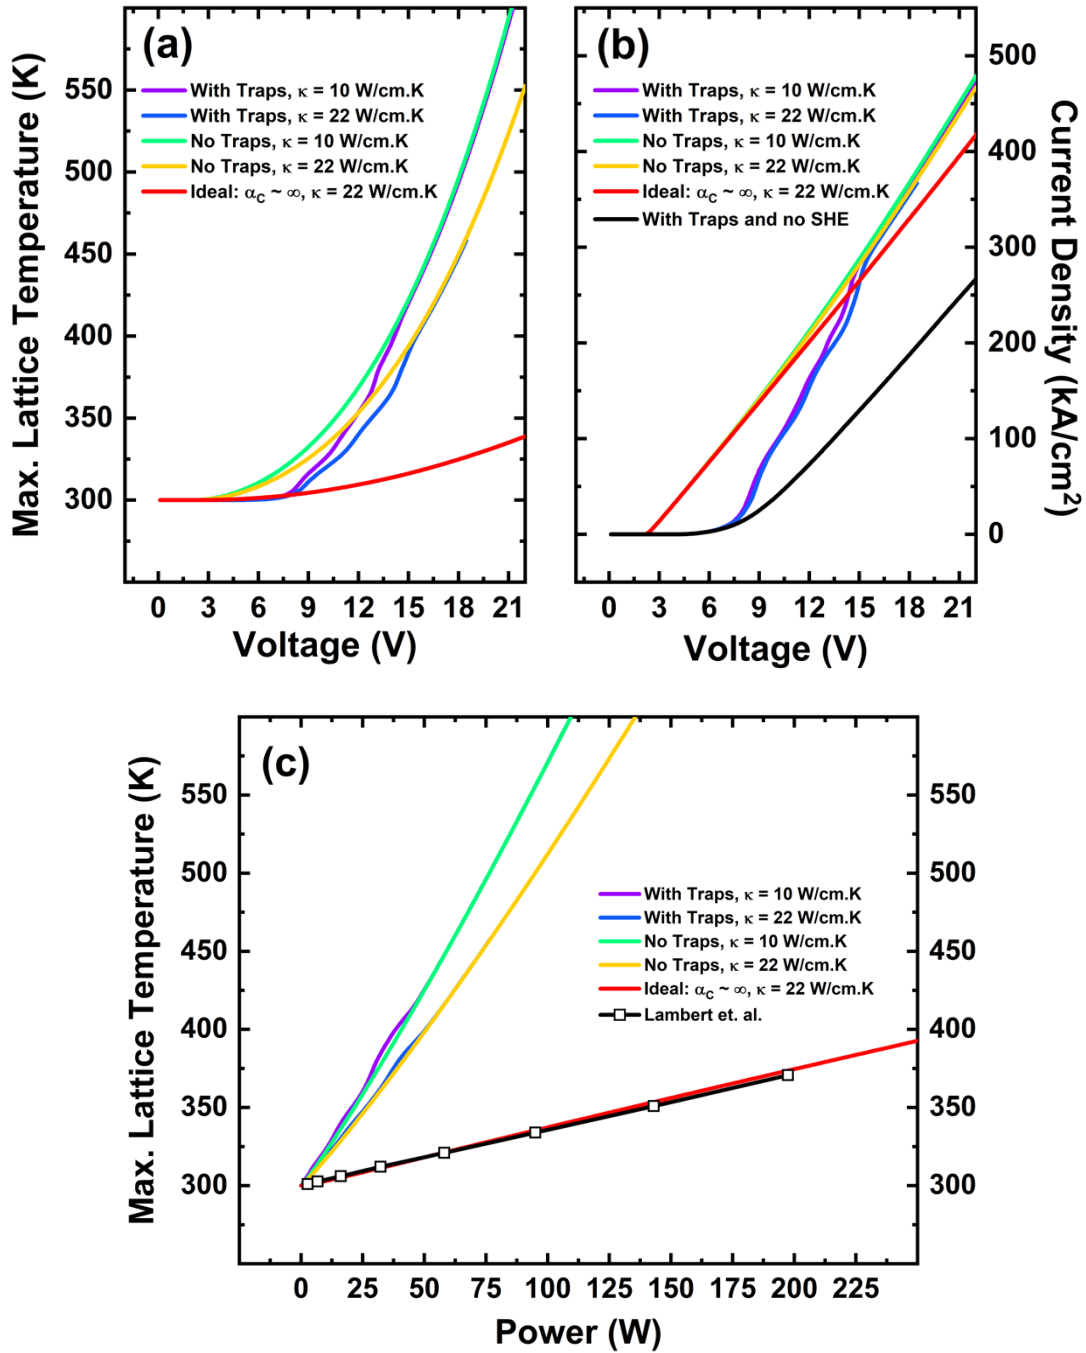 (a)
With Traps, κ = 10 W/cm.K
With Traps, κ = 22 W/cm.K
No Traps, κ = 10 W/cm.K
No Traps, κ = 22 W/cm.K
Ideal: α_C ~ ∞, κ = 22 W/cm.K
Max. Lattice Temperature (K)
550
500
450
400
350
300
0 3 6 9 12 15 18 21
Voltage (V)
(b)
With Traps, κ = 10 W/cm.K
With Traps, κ = 22 W/cm.K
No Traps, κ = 10 W/cm.K
No Traps, κ = 22 W/cm.K
Ideal: α_C ~ ∞, κ = 22 W/cm.K
With Traps and no SHE
500
400
300
200
100
0
Current Density (kA/cm²)
0 3 6 9 12 15 18 21
Voltage (V)
(c)
Max. Lattice Temperature (K)
550
500
450
400
350
300
With Traps, κ = 10 W/cm.K
With Traps, κ = 22 W/cm.K
No Traps, κ = 10 W/cm.K
No Traps, κ = 22 W/cm.K
Ideal: α_C ~ ∞, κ = 22 W/cm.K
Lambert et. al.
550
500
450
400
350
300
0 25 50 75 100 125 150 175 200 225
Power (W)